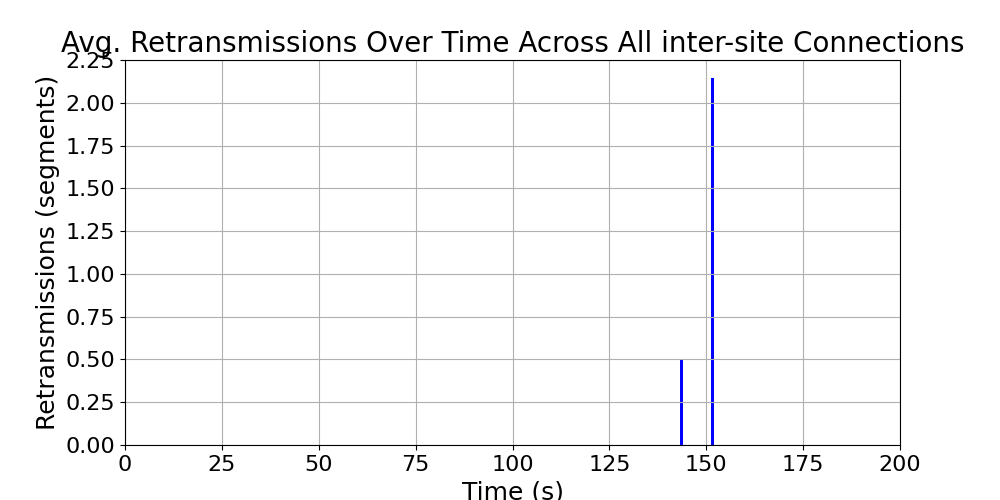 Avg. Retransmissions Over Time Across All inter-site Connections
Retransmissions (segments)
2.25
2.00
1.75
1.50
1.25
1.00
0.75
0.50
0.25
0.00
0 25 50 75 100 125 150 175 200
Time (s)